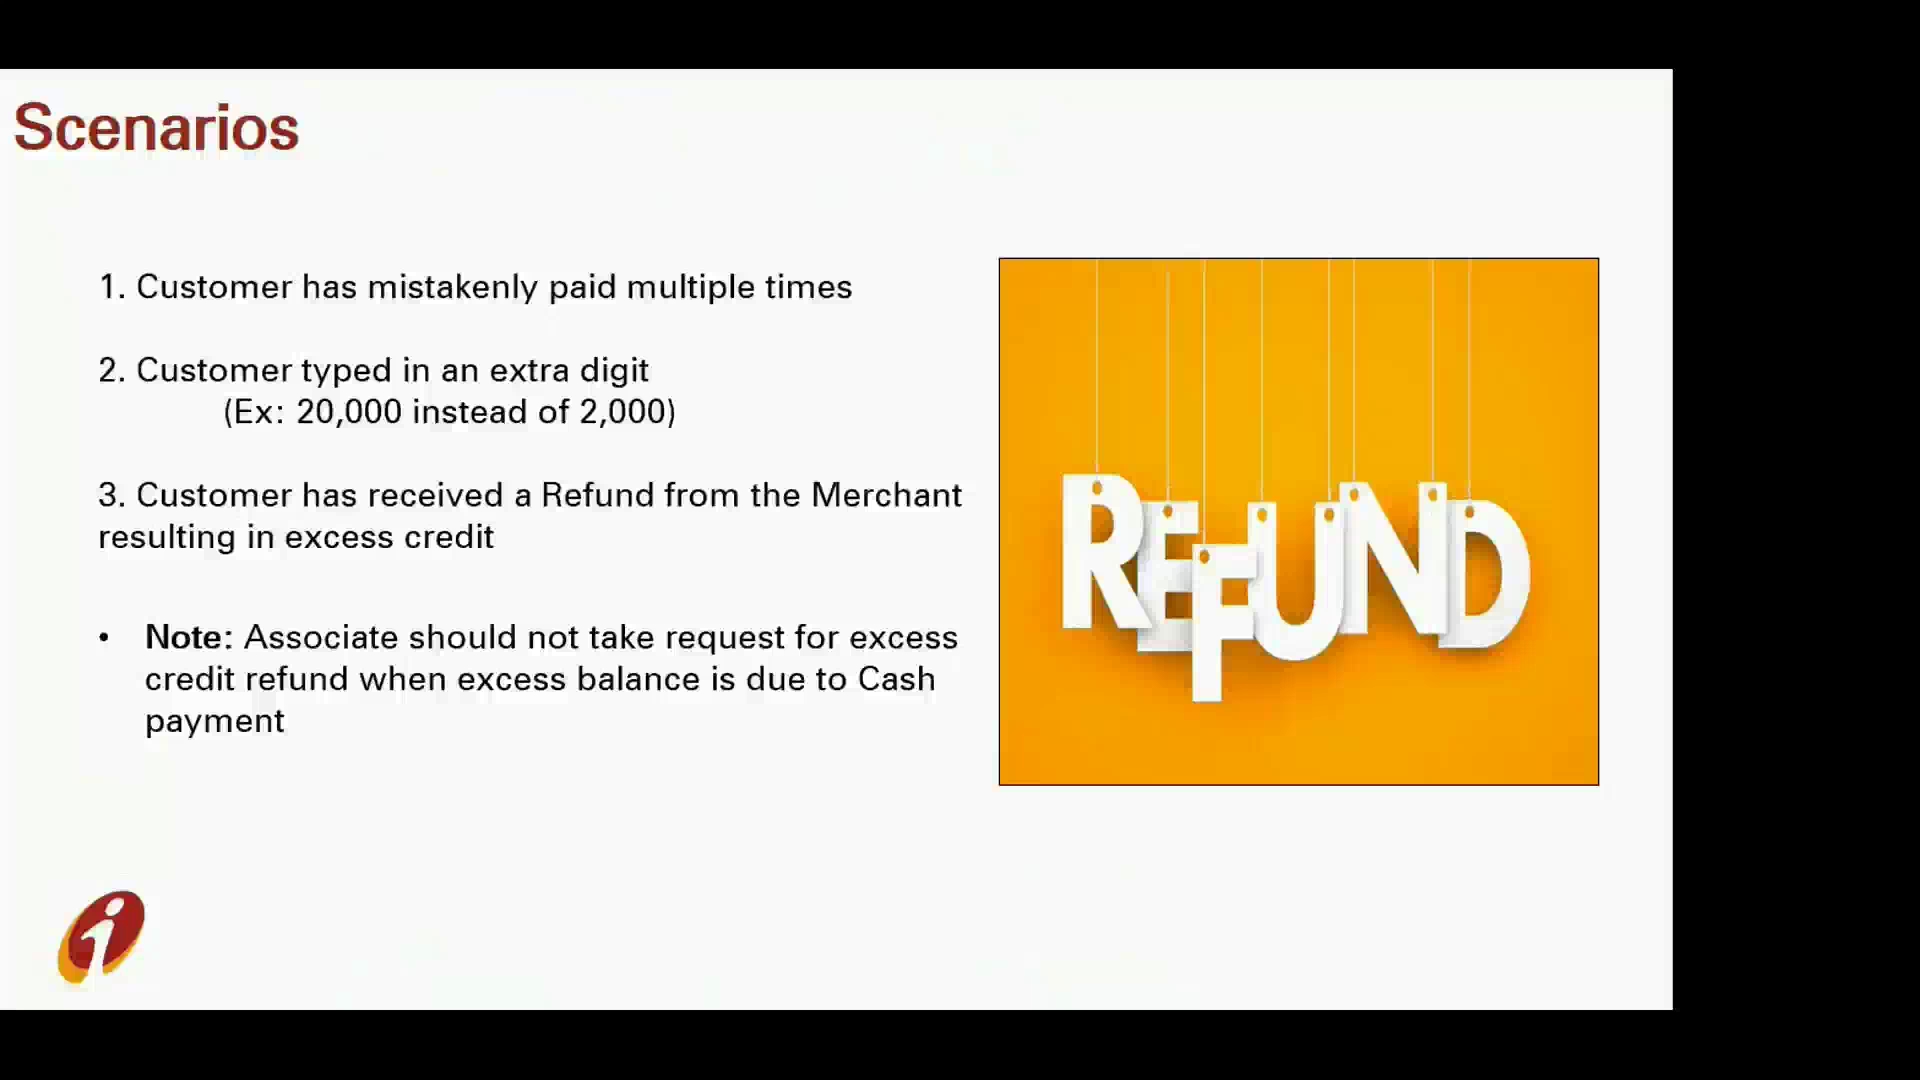 Scenarios
1. Customer has mistakenly paid multiple times
2. Customer typed in an extra digit
(Ex: 20,000 instead of 2,000)
3. Customer has received a Refund from the Merchant
resulting in excess credit
• Note: Associate should not take request for excess
credit refund when excess balance is due to Cash
payment
REFUND
i